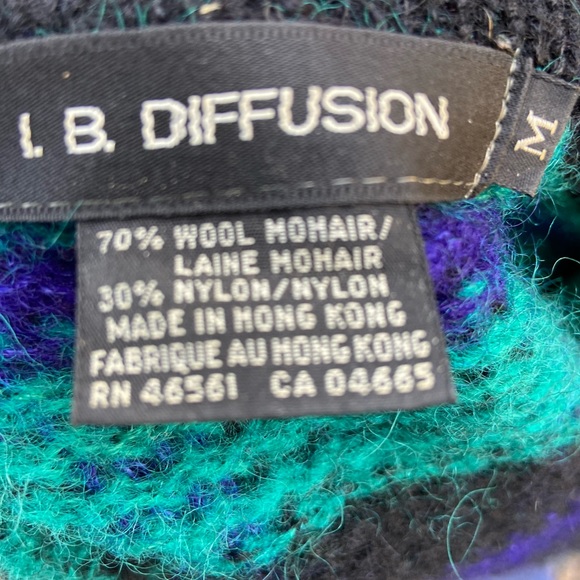 I. B. DIFFUSION
M
70% WOOL MOHAIR/
LAINE MOHAIR
30% NYLON/NYLON
MADE IN HONG KONG
FABRIQUE AU HONG KONG
RN 46561 CA 04665